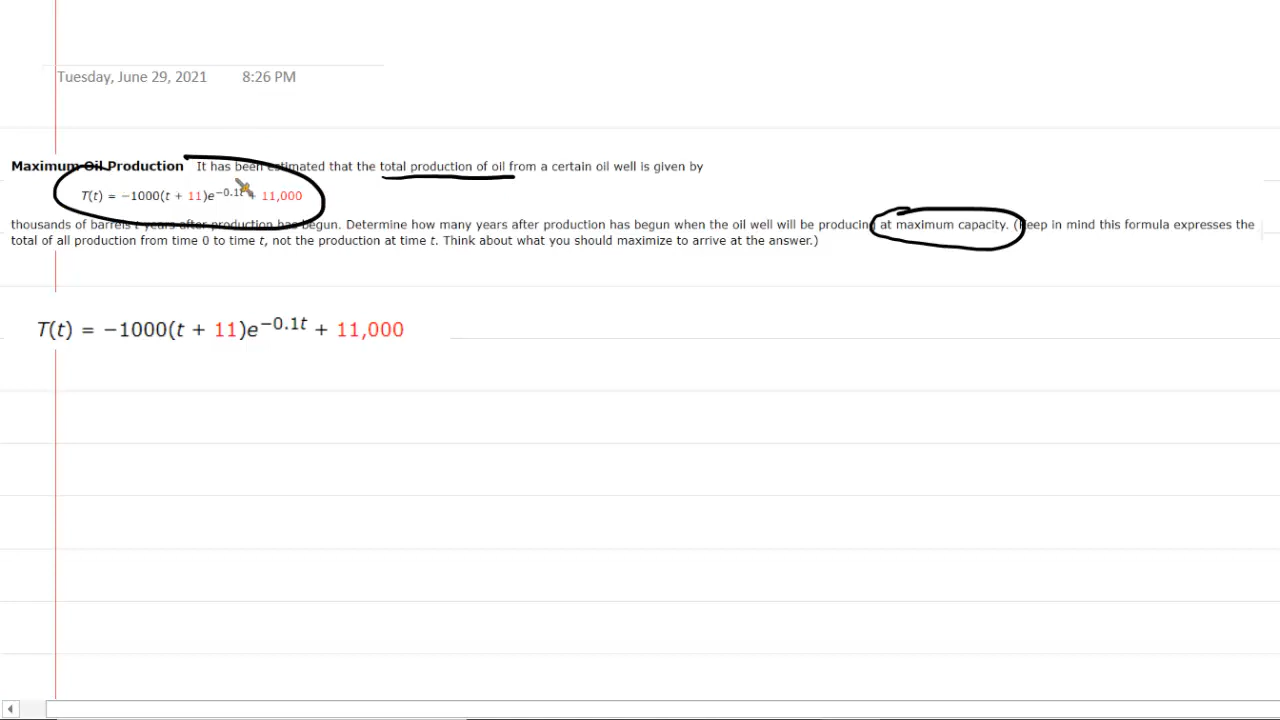 Tuesday, June 29, 2021 8:26 PM
Maximum Oil Production It has been estimated that the total production of oil from a certain oil well is given by
T(t) = −1000(t + 11)e^−0.1t + 11,000
thousands of barrels t years after production has begun. Determine how many years after production has begun when the oil well will be producing at maximum capacity. (Keep in mind this formula expresses the
total of all production from time 0 to time t, not the production at time t. Think about what you should maximize to arrive at the answer.)
T(t) = −1000(t + 11)e^−0.1t + 11,000